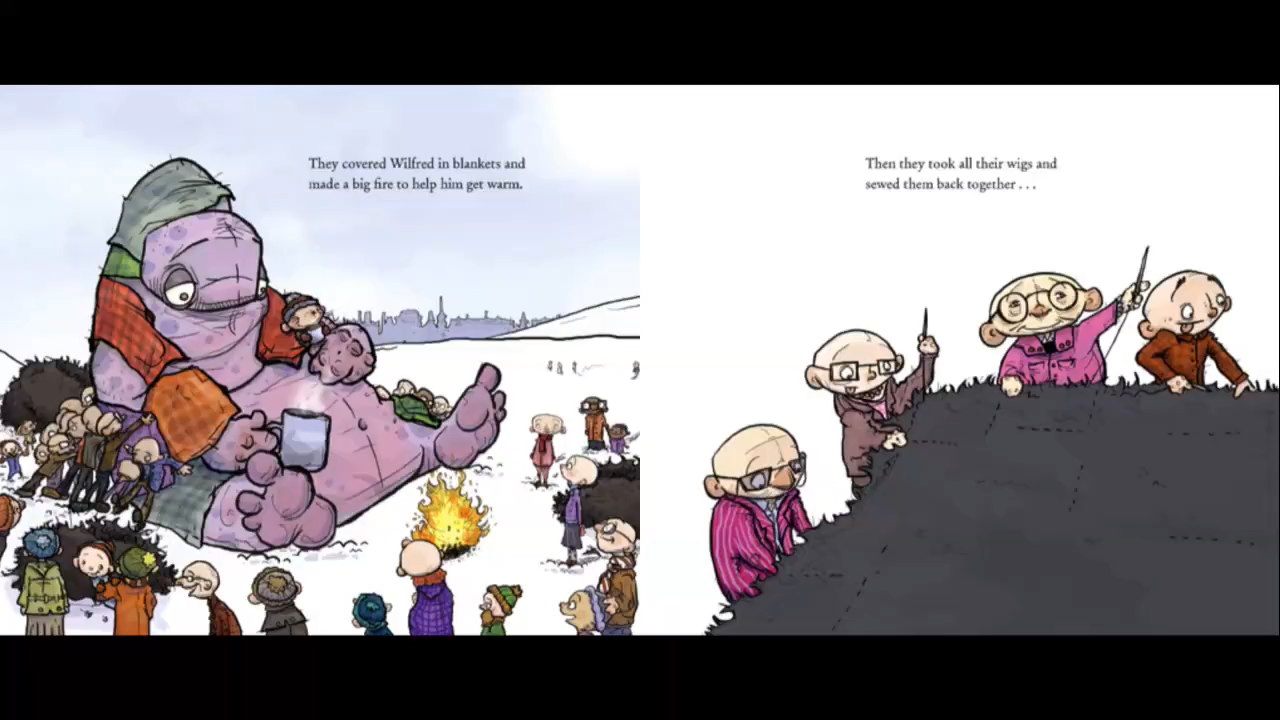 They covered Wilfred in blankets and
made a big fire to help him get warm.
Then they took all their wigs and
sewed them back together . . .